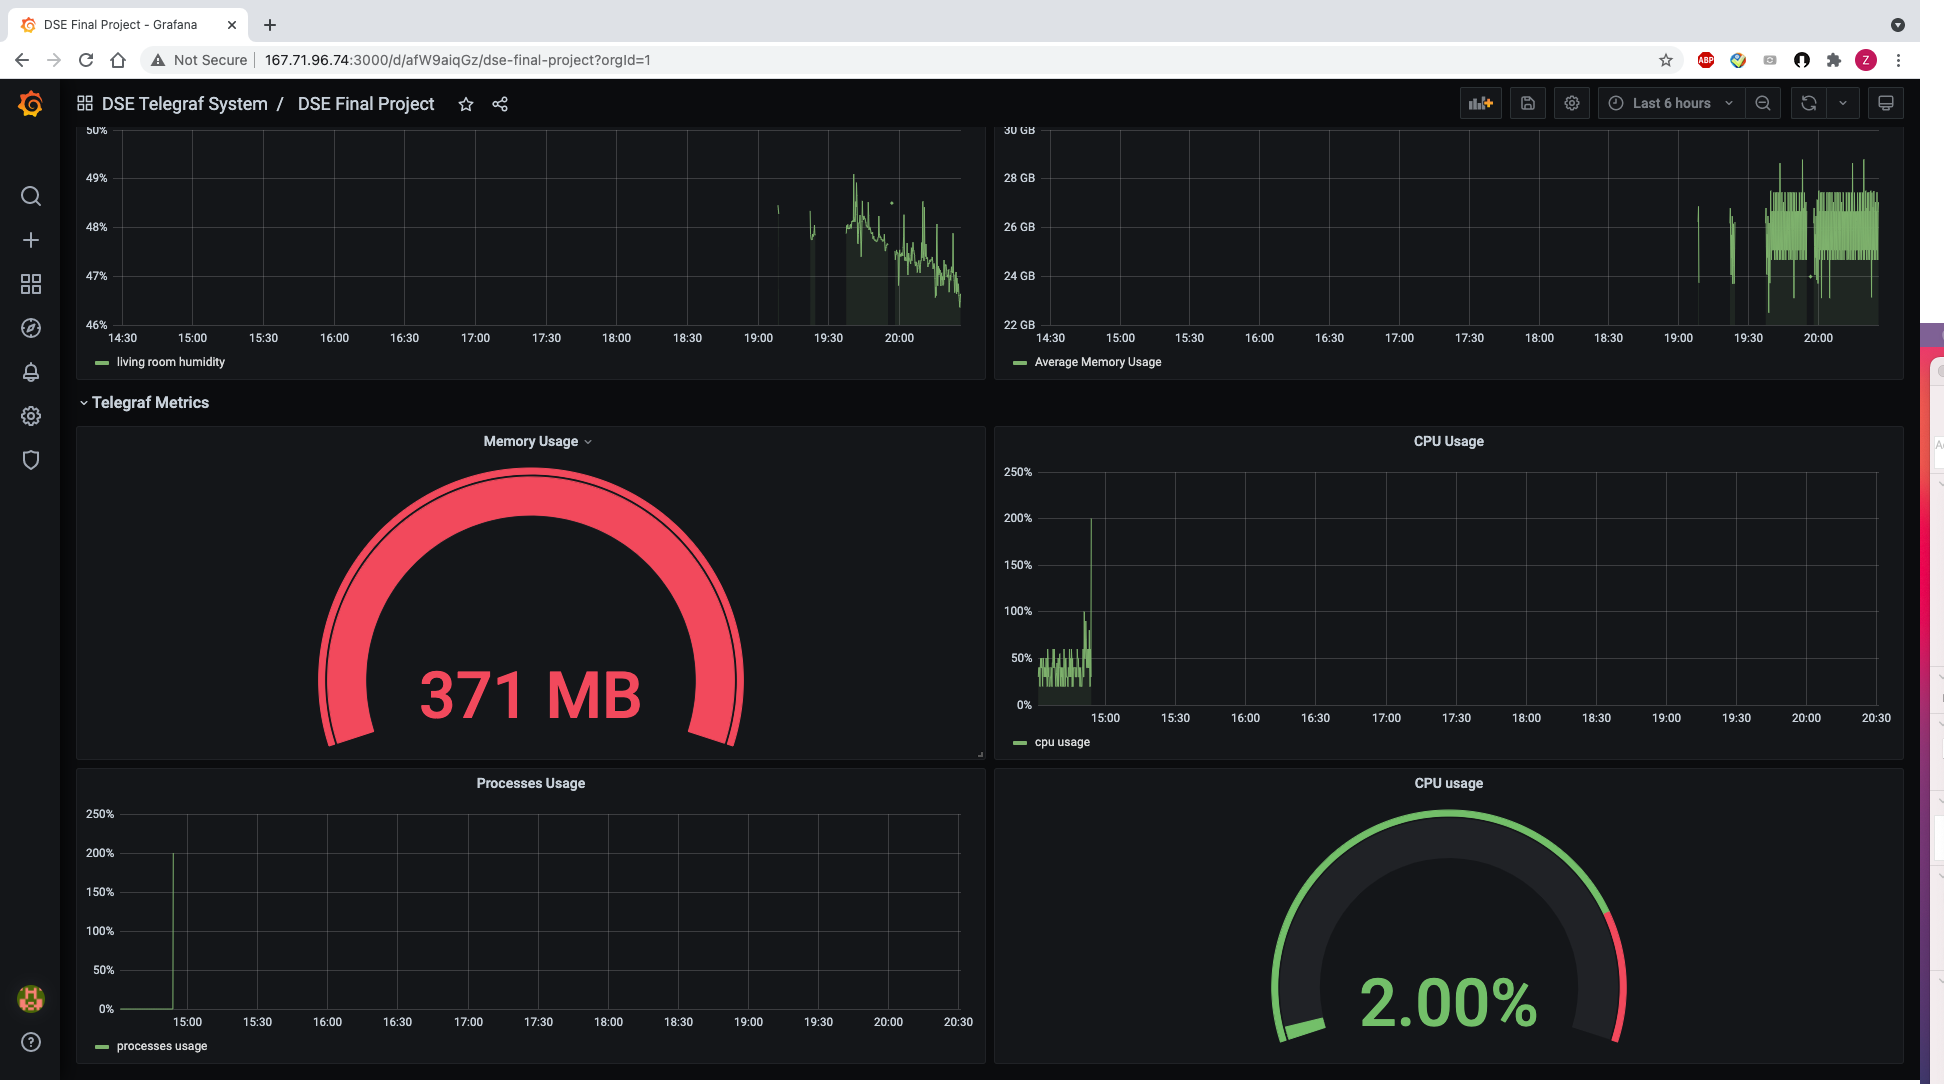 DSE Final Project - Grafana
Not Secure
167.71.96.74:3000/d/afW9aiqGz/dse-final-project?orgId=1
ABP
Z
DSE Telegraf System / DSE Final Project
Last 6 hours
50%
49%
48%
47%
46%
14:30 15:00 15:30 16:00 16:30 17:00 17:30 18:00 18:30 19:00 19:30 20:00
living room humidity
30 GB
28 GB
26 GB
24 GB
22 GB
14:30 15:00 15:30 16:00 16:30 17:00 17:30 18:00 18:30 19:00 19:30 20:00
Average Memory Usage
Telegraf Metrics
Memory Usage
371 MB
CPU Usage
250%
200%
150%
100%
50%
0%
15:00 15:30 16:00 16:30 17:00 17:30 18:00 18:30 19:00 19:30 20:00 20:30
cpu usage
Processes Usage
250%
200%
150%
100%
50%
0%
15:00 15:30 16:00 16:30 17:00 17:30 18:00 18:30 19:00 19:30 20:00 20:30
processes usage
CPU usage
2.00%